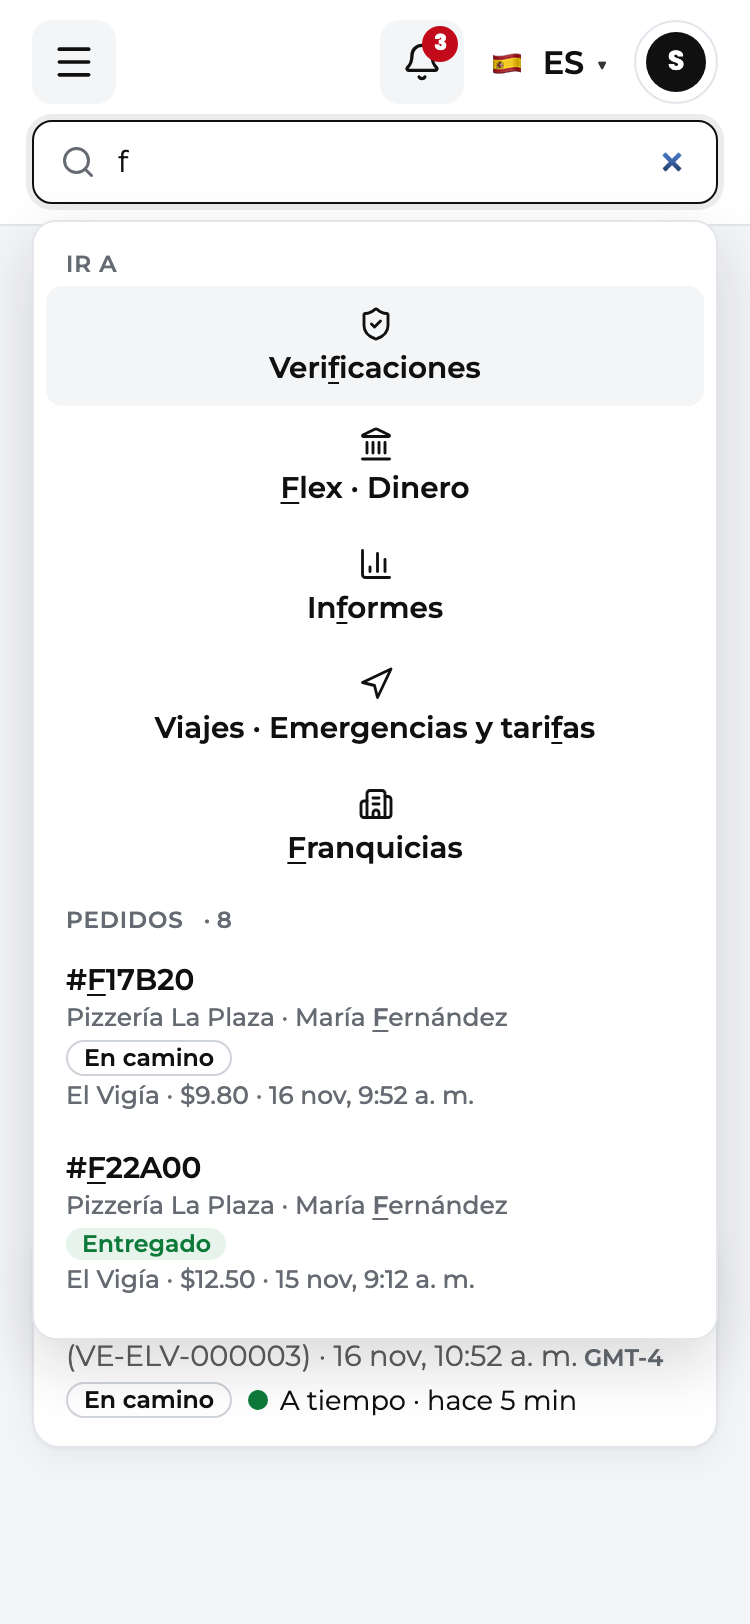 3
ES ▾
S
f
IR A
Verificaciones
Flex · Dinero
Informes
Viajes · Emergencias y tarifas
Franquicias
PEDIDOS · 8
#F17B20
Pizzería La Plaza · María Fernández
En camino
El Vigía · $9.80 · 16 nov, 9:52 a. m.
#F22A00
Pizzería La Plaza · María Fernández
Entregado
El Vigía · $12.50 · 15 nov, 9:12 a. m.
(VE-ELV-000003) · 16 nov, 10:52 a. m. GMT-4
En camino A tiempo · hace 5 min